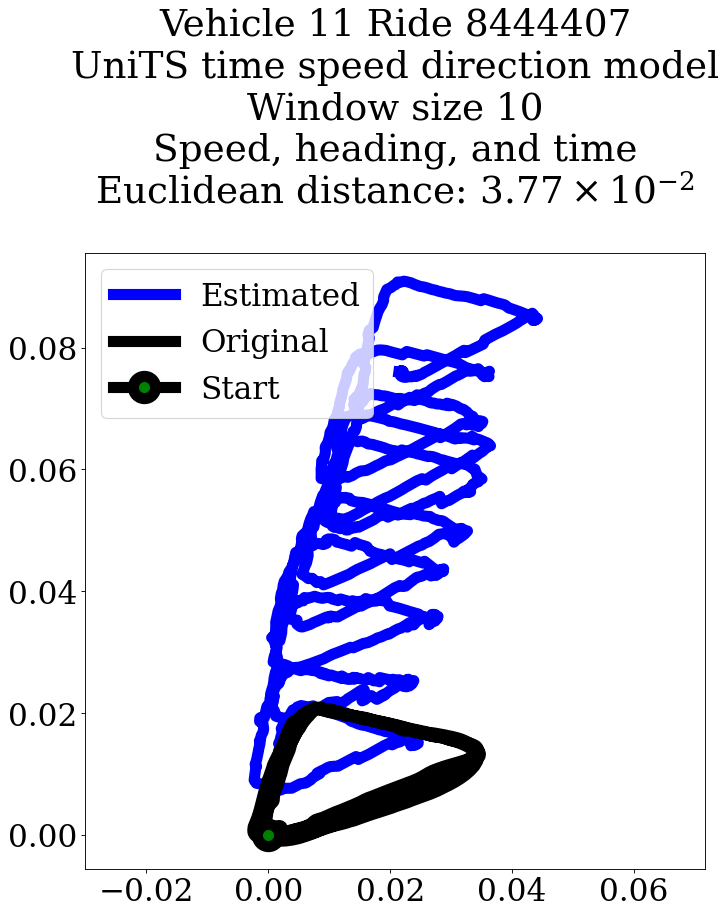 Vehicle 11 Ride 8444407
UniTS time speed direction model
Window size 10
Speed, heading, and time
Euclidean distance: $3.77 \times 10^{-2}$
Estimated
Original
Start
0.08
0.06
0.04
0.02
0.00
−0.02 0.00 0.02 0.04 0.06